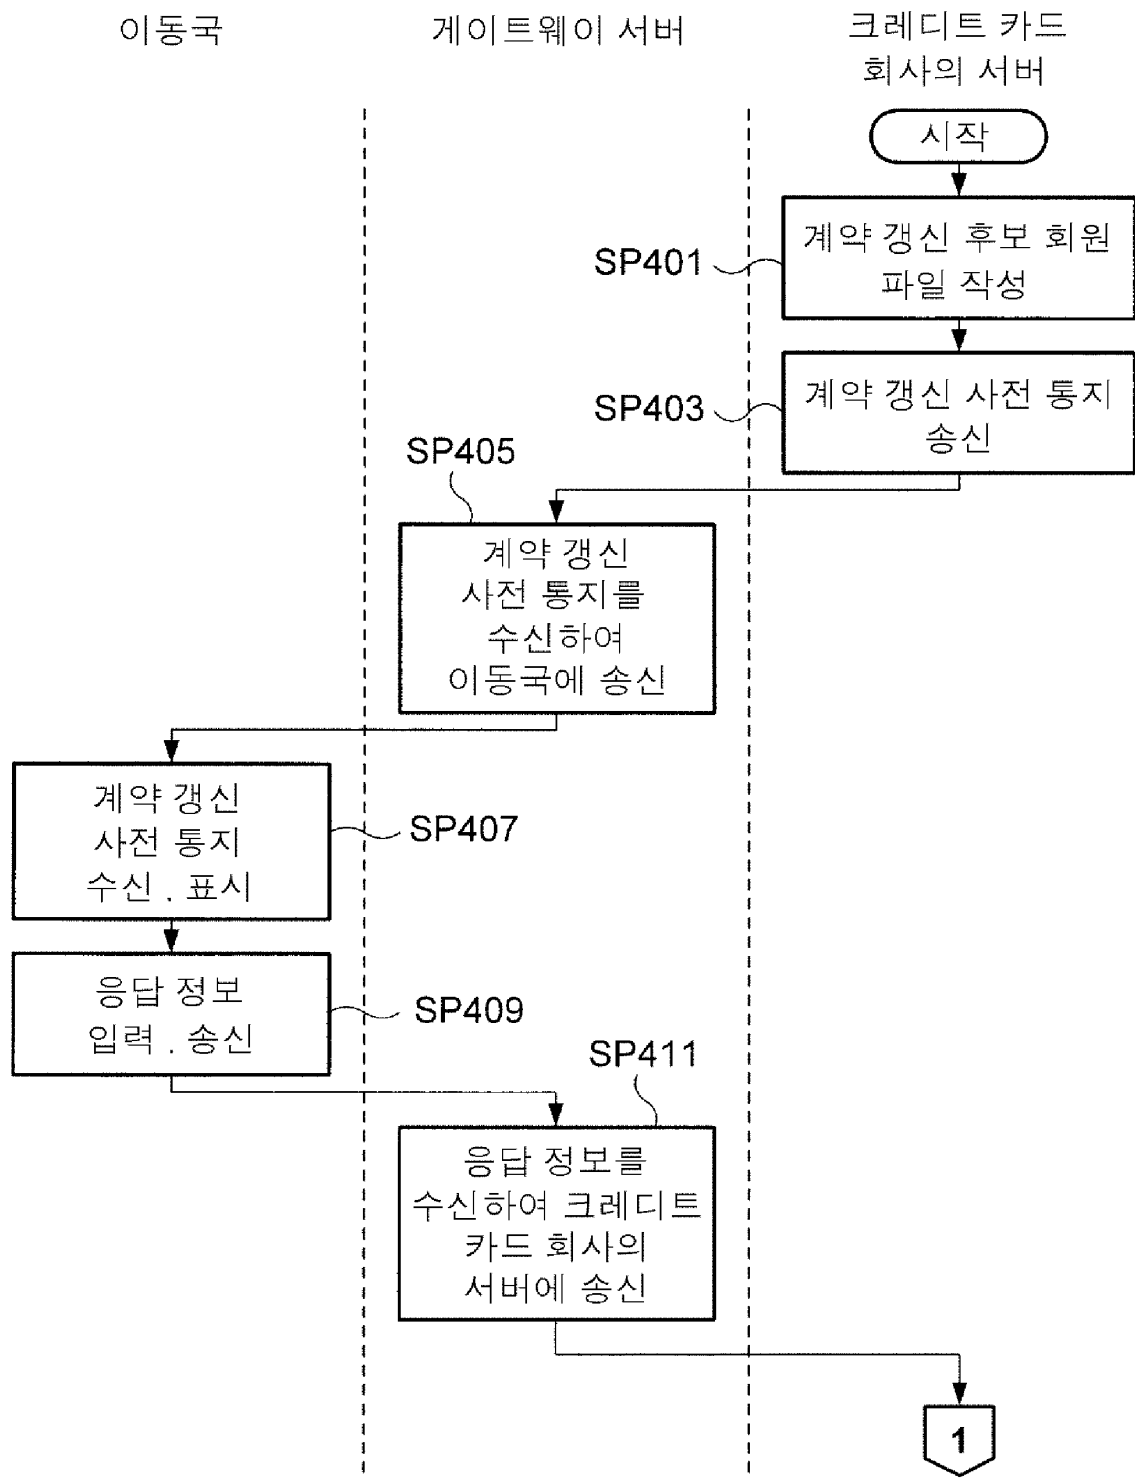 이동국
게이트웨이 서버
크레디트 카드
회사의 서버
시작
계약 갱신 후보 회원
파일 작성
SP401
계약 갱신 사전 통지
송신
SP403
SP405
계약 갱신
사전 통지를
수신하여
이동국에 송신
계약 갱신
사전 통지
수신 . 표시
SP407
응답 정보
입력 . 송신
SP409
SP411
응답 정보를
수신하여 크레디트
카드 회사의
서버에 송신
1